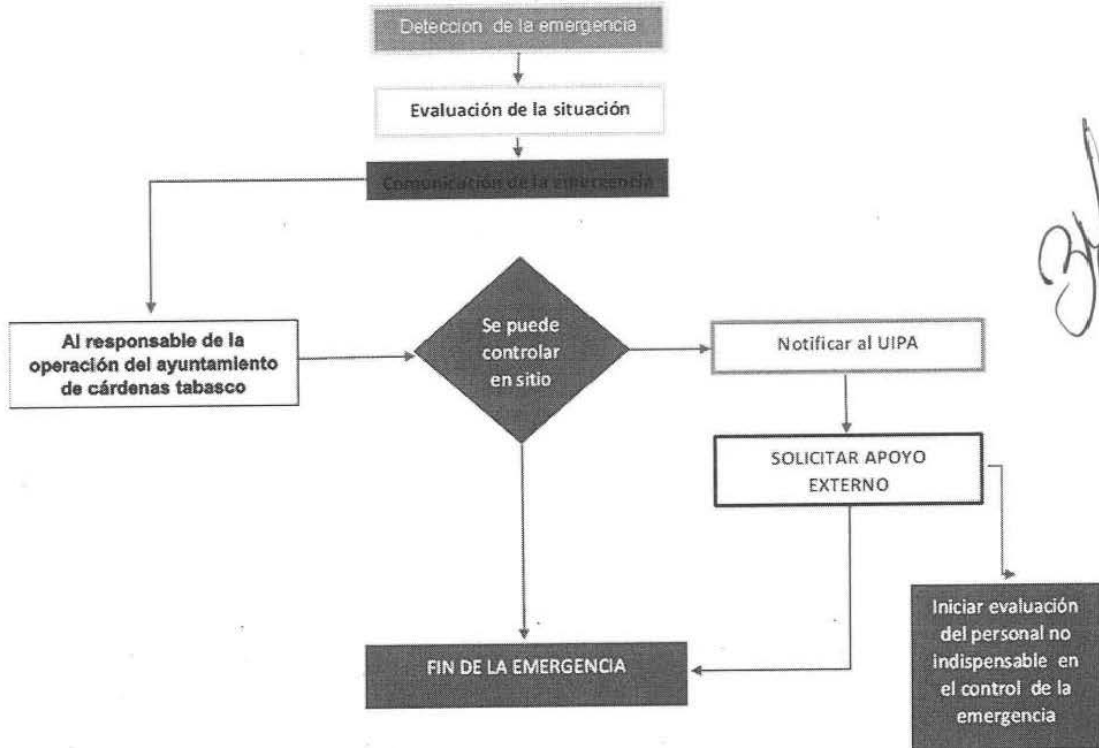 Deteccion de la emergencia
Evaluación de la situación
Comunicación de la emergencia
Al responsable de la
operación del ayuntamiento
de cárdenas tabasco
Se puede
controlar
en sitio
Notificar al UIPA
SOLICITAR APOYO
EXTERNO
Iniciar evaluación
del personal no
indispensable en
el control de la
emergencia
FIN DE LA EMERGENCIA